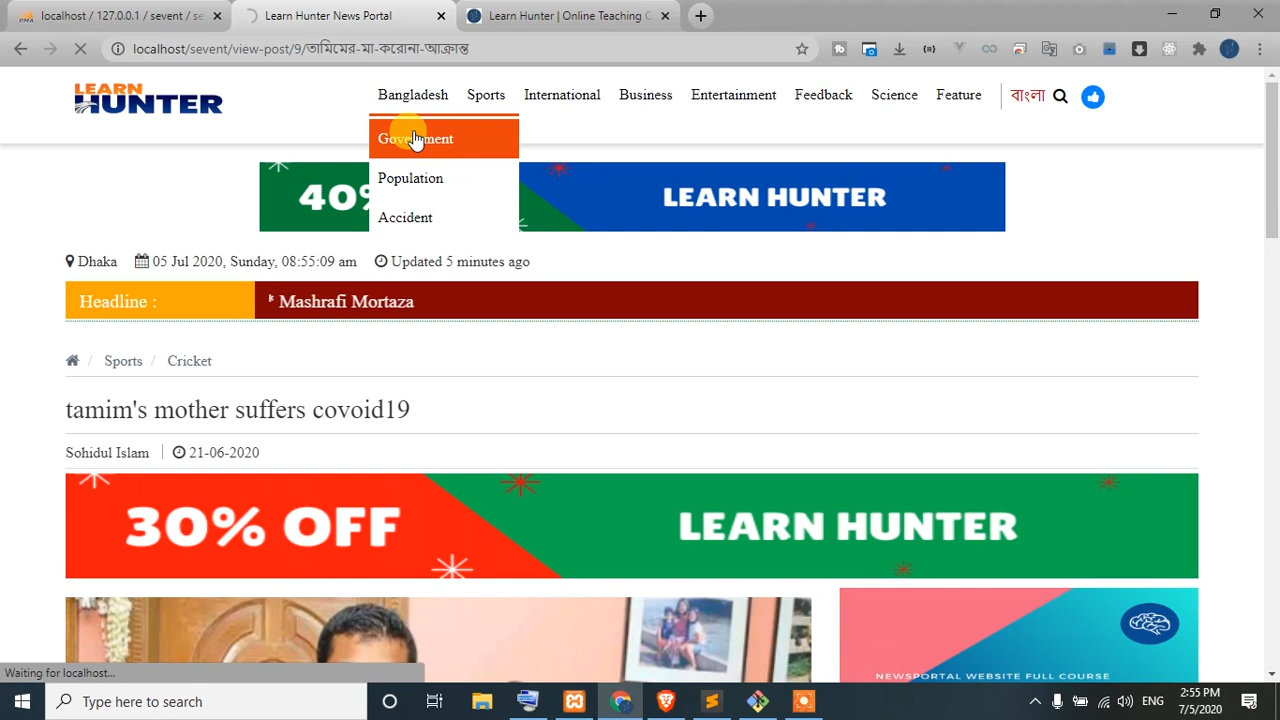 localhost / 127.0.0.1 / sevent / se
Learn Hunter News Portal
Learn Hunter | Online Teaching C
localhost/sevent/view-post/9/তামিমের-মা-করোনা-আক্রান্ত
LEARN
HUNTER
Bangladesh Sports International Business Entertainment Feedback Science Feature বাংলা
Government
Population
Accident
40%
LEARN HUNTER
Dhaka 05 Jul 2020, Sunday, 08:55:09 am Updated 5 minutes ago
Headline : * Mashrafi Mortaza
/ Sports / Cricket
tamim's mother suffers covoid19
Sohidul Islam 21-06-2020
30% OFF LEARN HUNTER
NEWSPORTAL WEBSITE FULL COURSE
Waiting for localhost...
Type here to search
ENG
2:55 PM
7/5/2020